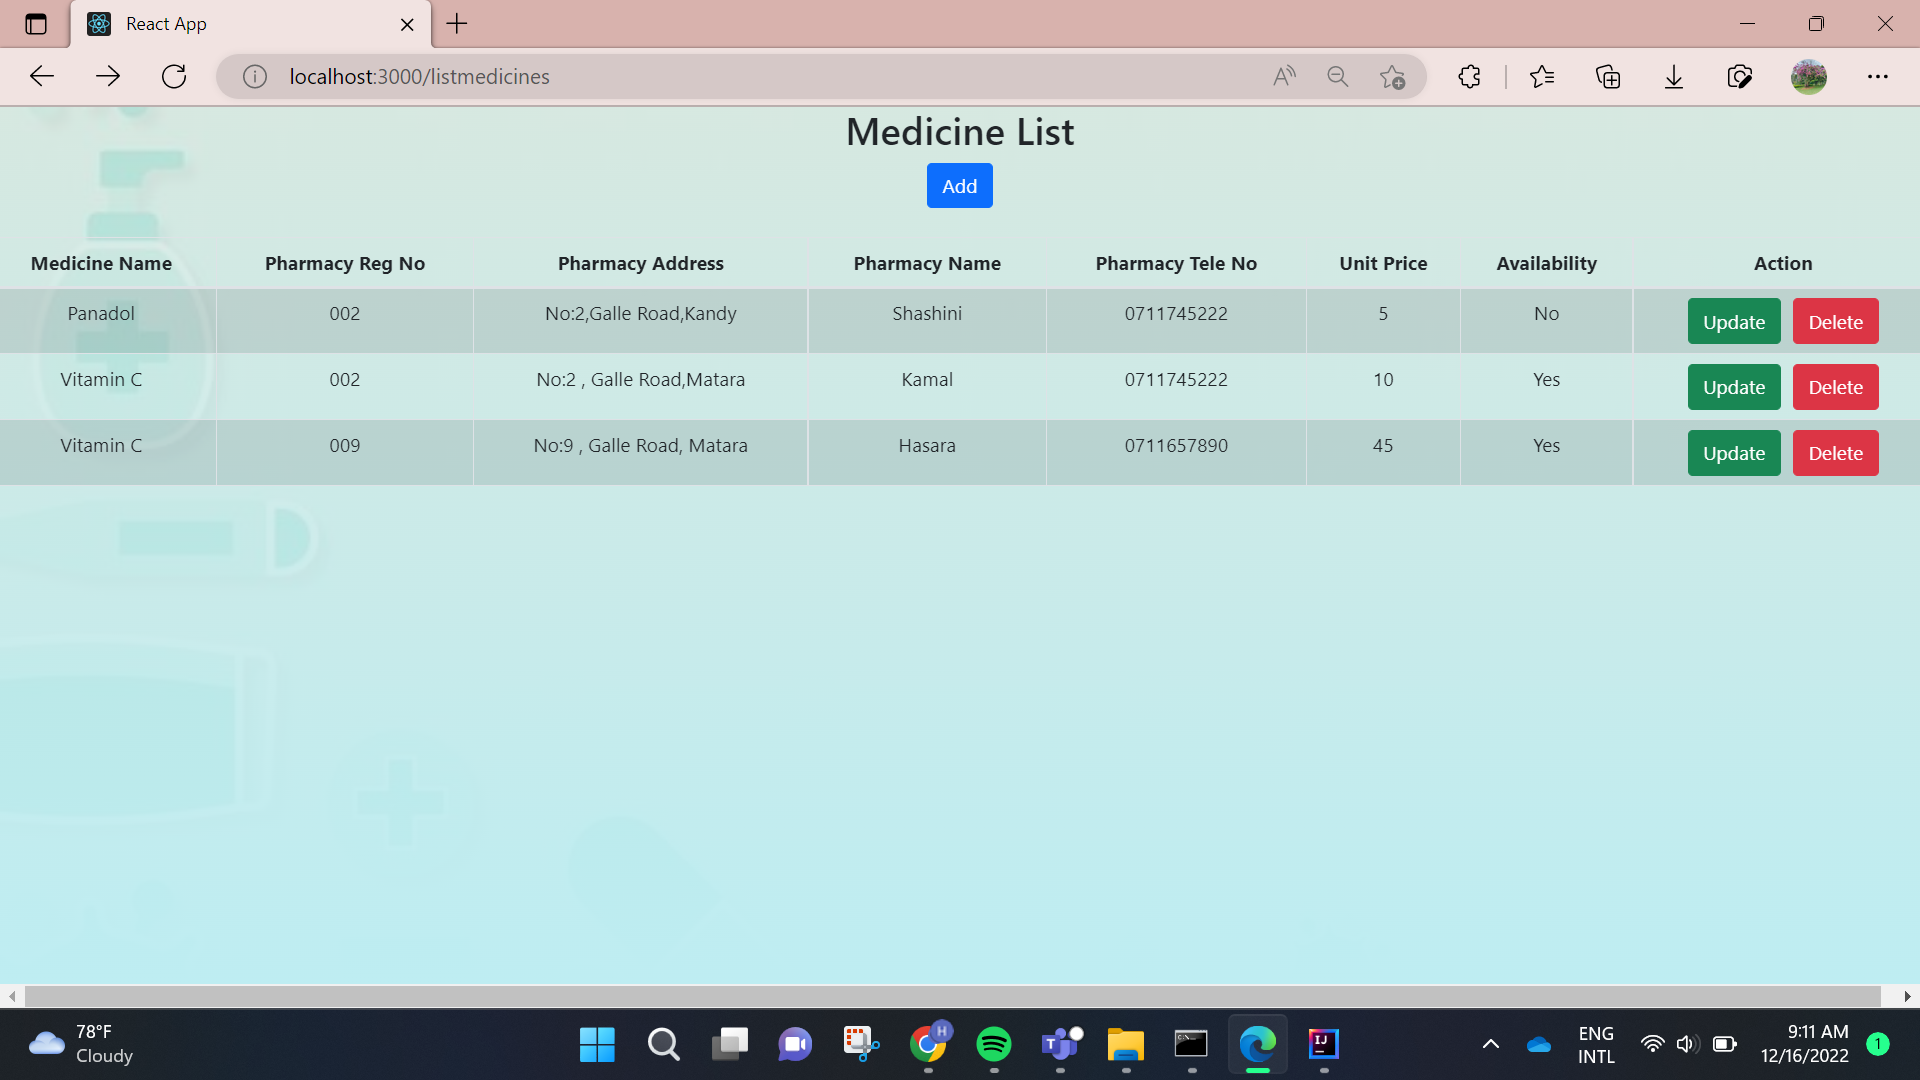 React App
localhost:3000/listmedicines
Medicine List
Add
Medicine Name Pharmacy Reg No Pharmacy Address Pharmacy Name Pharmacy Tele No Unit Price Availability Action
Panadol 002 No:2,Galle Road,Kandy Shashini 0711745222 5 No Update Delete
Vitamin C 002 No:2 , Galle Road,Matara Kamal 0711745222 10 Yes Update Delete
Vitamin C 009 No:9 , Galle Road, Matara Hasara 0711657890 45 Yes Update Delete
78°F
Cloudy
H
T
IJ
ENG
INTL
9:11 AM
12/16/2022
1